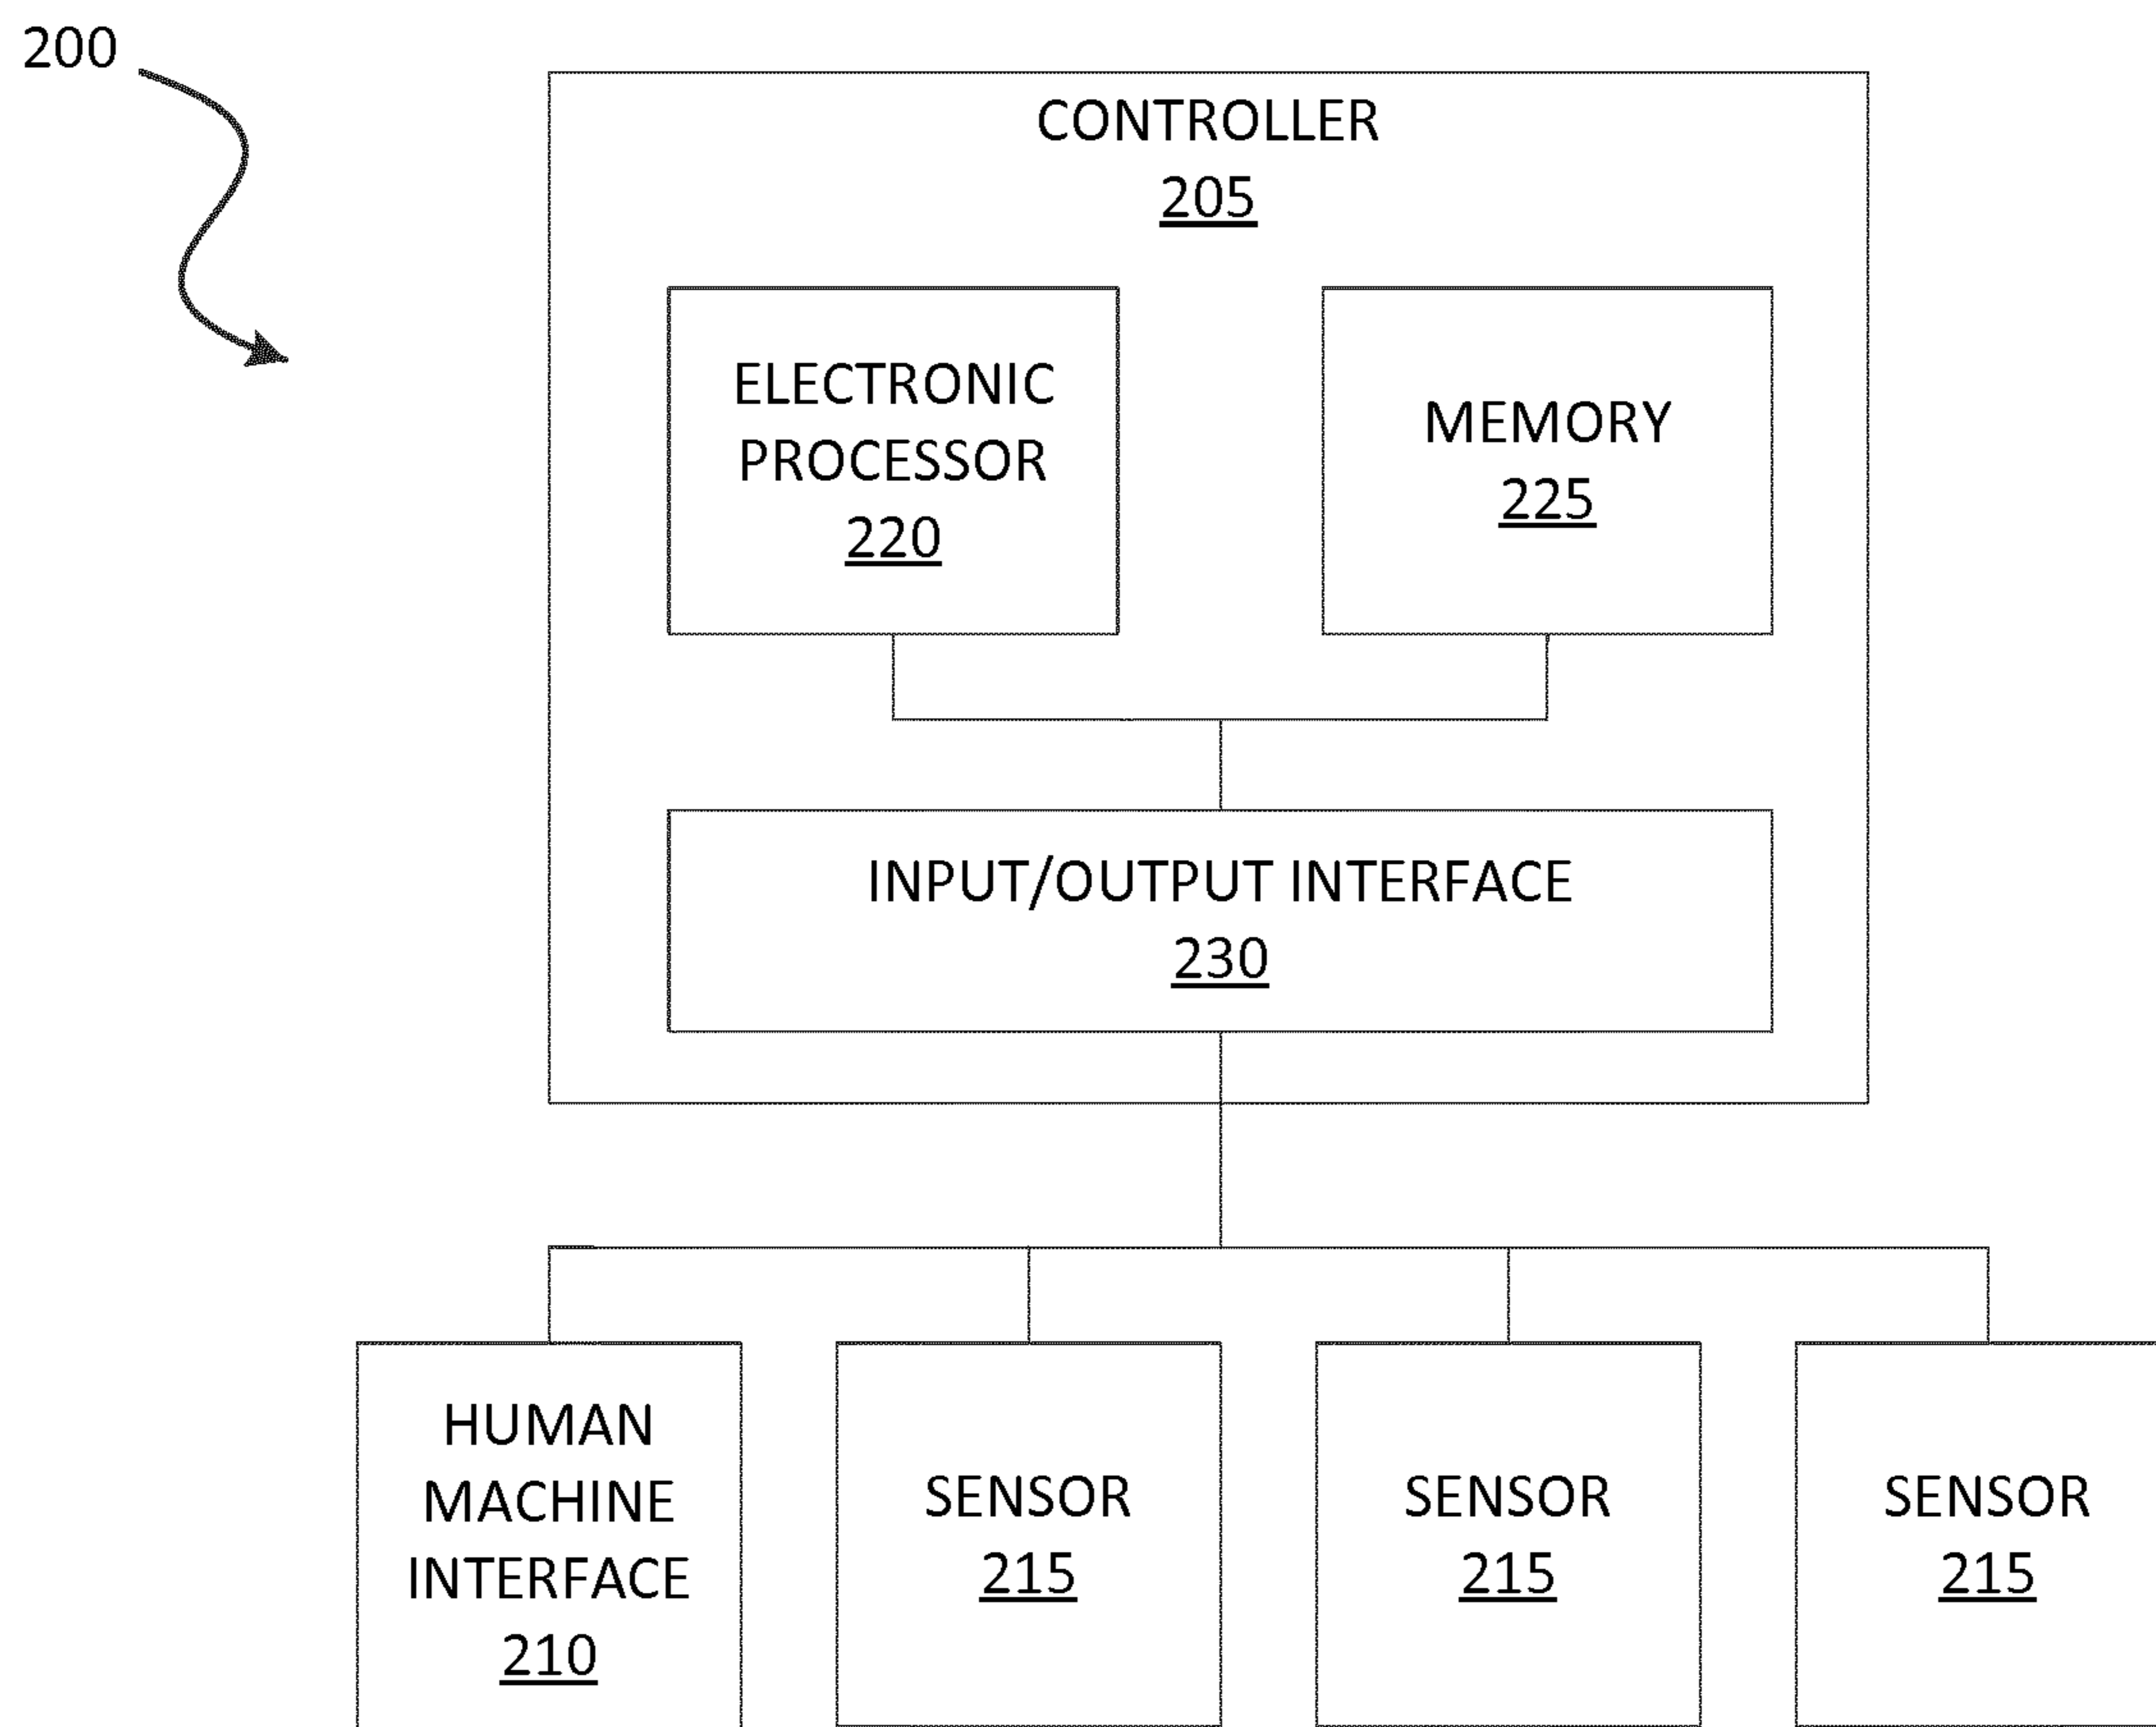 200
CONTROLLER
205
ELECTRONIC
PROCESSOR
220
MEMORY
225
INPUT/OUTPUT INTERFACE
230
HUMAN
MACHINE
INTERFACE
210
SENSOR
215
SENSOR
215
SENSOR
215